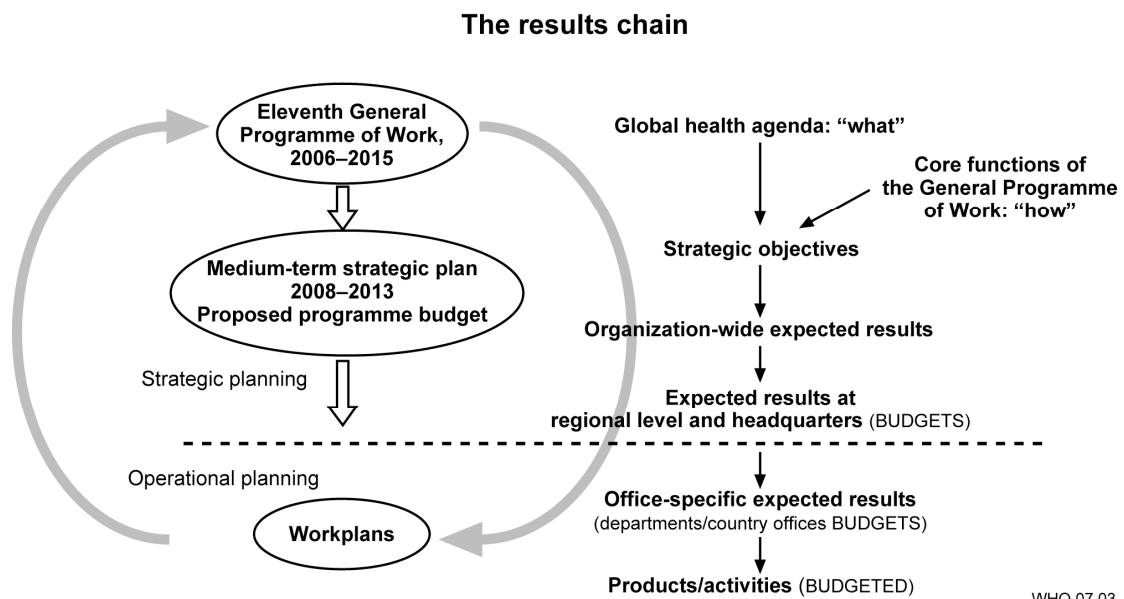 The results chain
Eleventh General
Programme of Work,
2006–2015
Medium-term strategic plan
2008–2013
Proposed programme budget
Strategic planning
Operational planning
Workplans
Global health agenda: “what”
Core functions of
the General Programme
of Work: “how”
Strategic objectives
Organization-wide expected results
Expected results at
regional level and headquarters (BUDGETS)
Office-specific expected results
(departments/country offices BUDGETS)
Products/activities (BUDGETED)
WHO 07.03